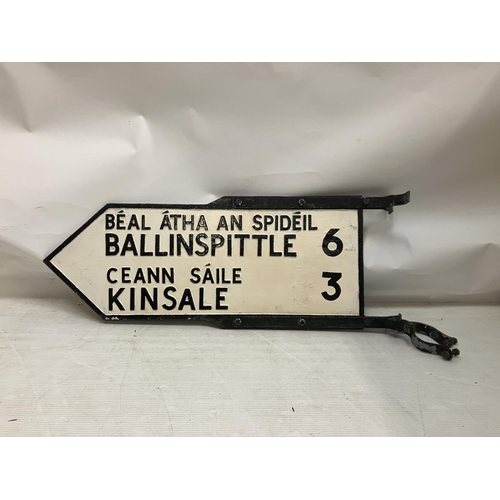 BÉAL ÁTHA AN SPIDÉIL
BALLINSPITTLE 6
CEANN SÁILE
KINSALE 3